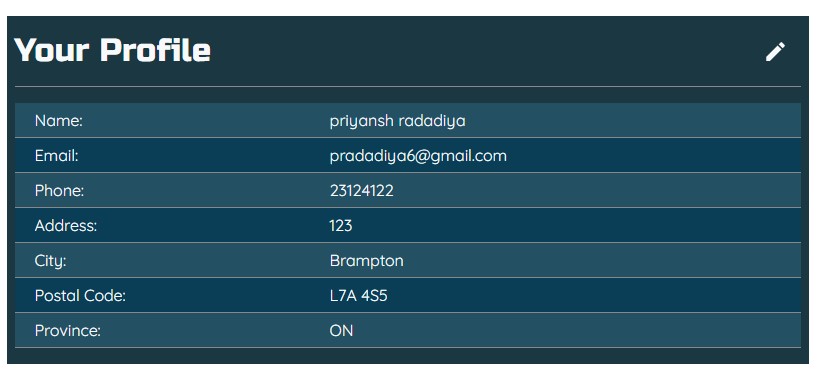 Your Profile
Name: priyansh radadiya
Email: pradadiya6@gmail.com
Phone: 23124122
Address: 123
City: Brampton
Postal Code: L7A 4S5
Province: ON